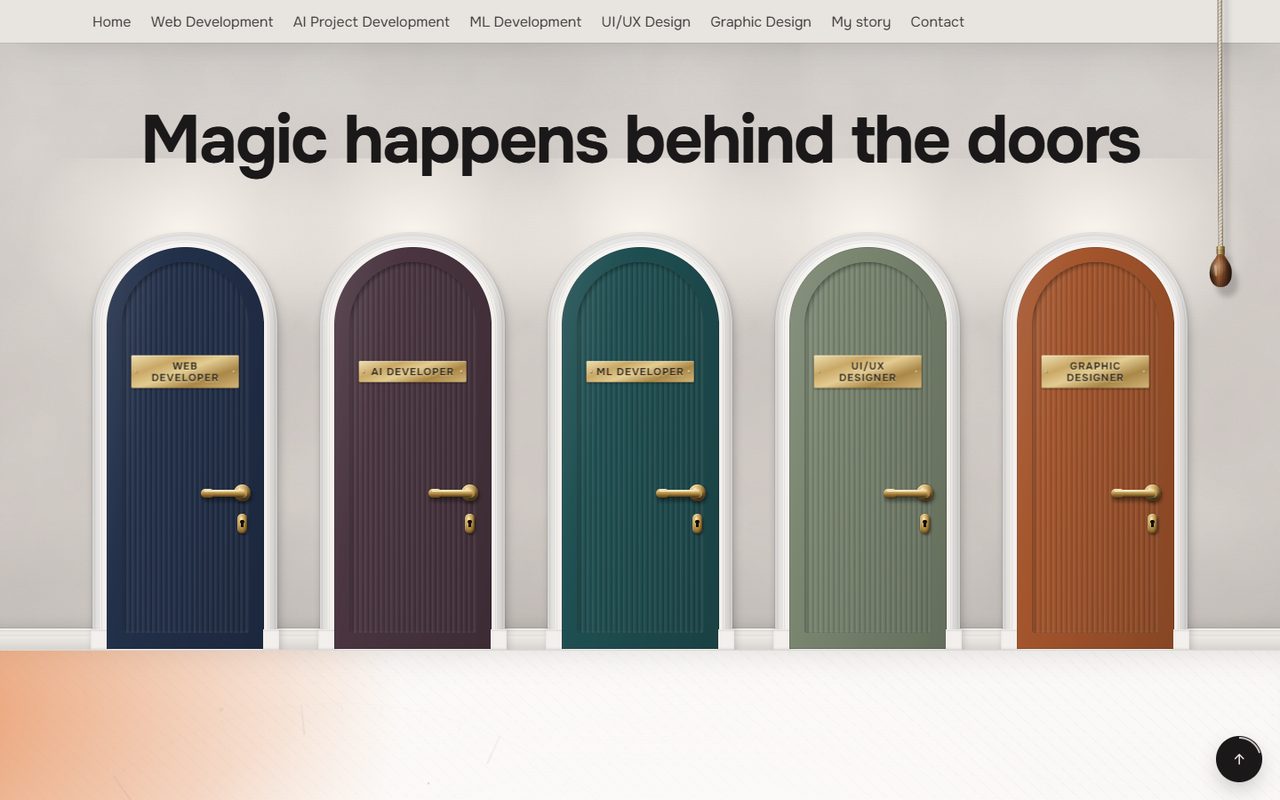 Home Web Development AI Project Development ML Development UI/UX Design Graphic Design My story Contact
Magic happens behind the doors
WEB
DEVELOPER
AI DEVELOPER
ML DEVELOPER
UI/UX
DESIGNER
GRAPHIC
DESIGNER